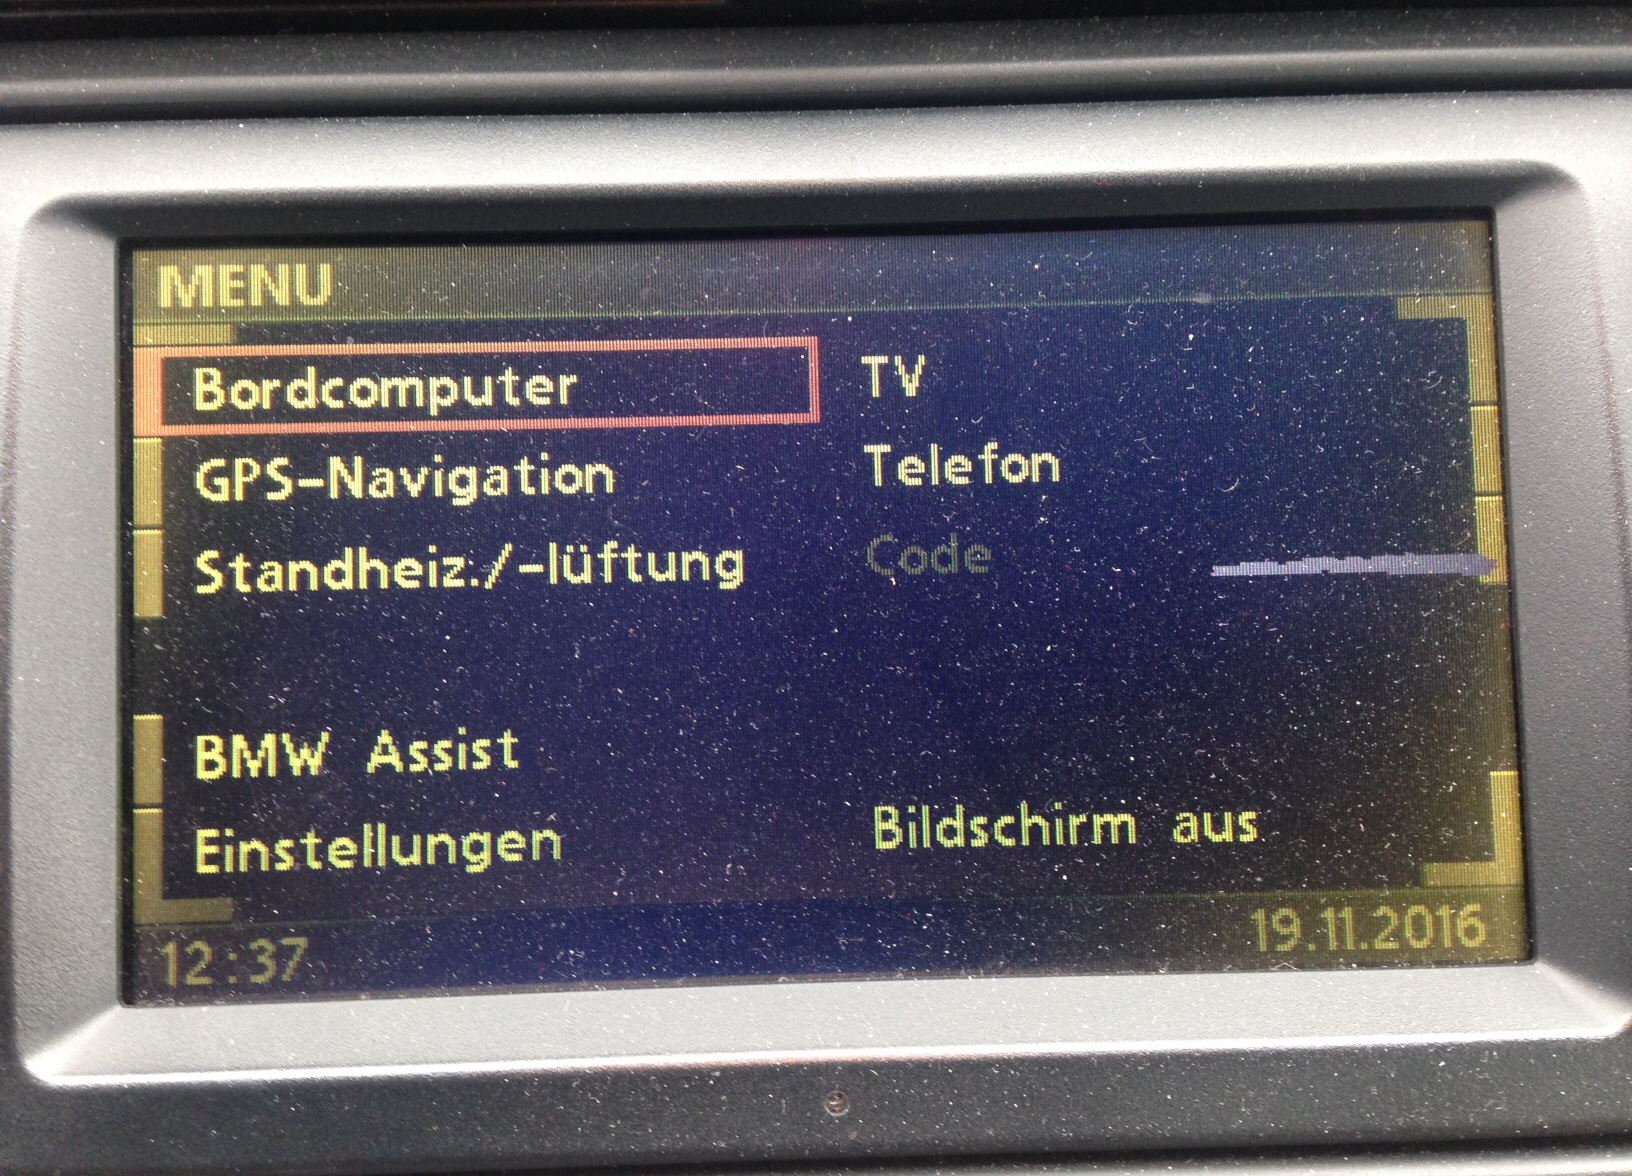 MENU
Bordcomputer
GPS-Navigation
Standheiz./-lüftung
BMW Assist
Einstellungen
TV
Telefon
Code
Bildschirm aus
12:37
19.11.2016